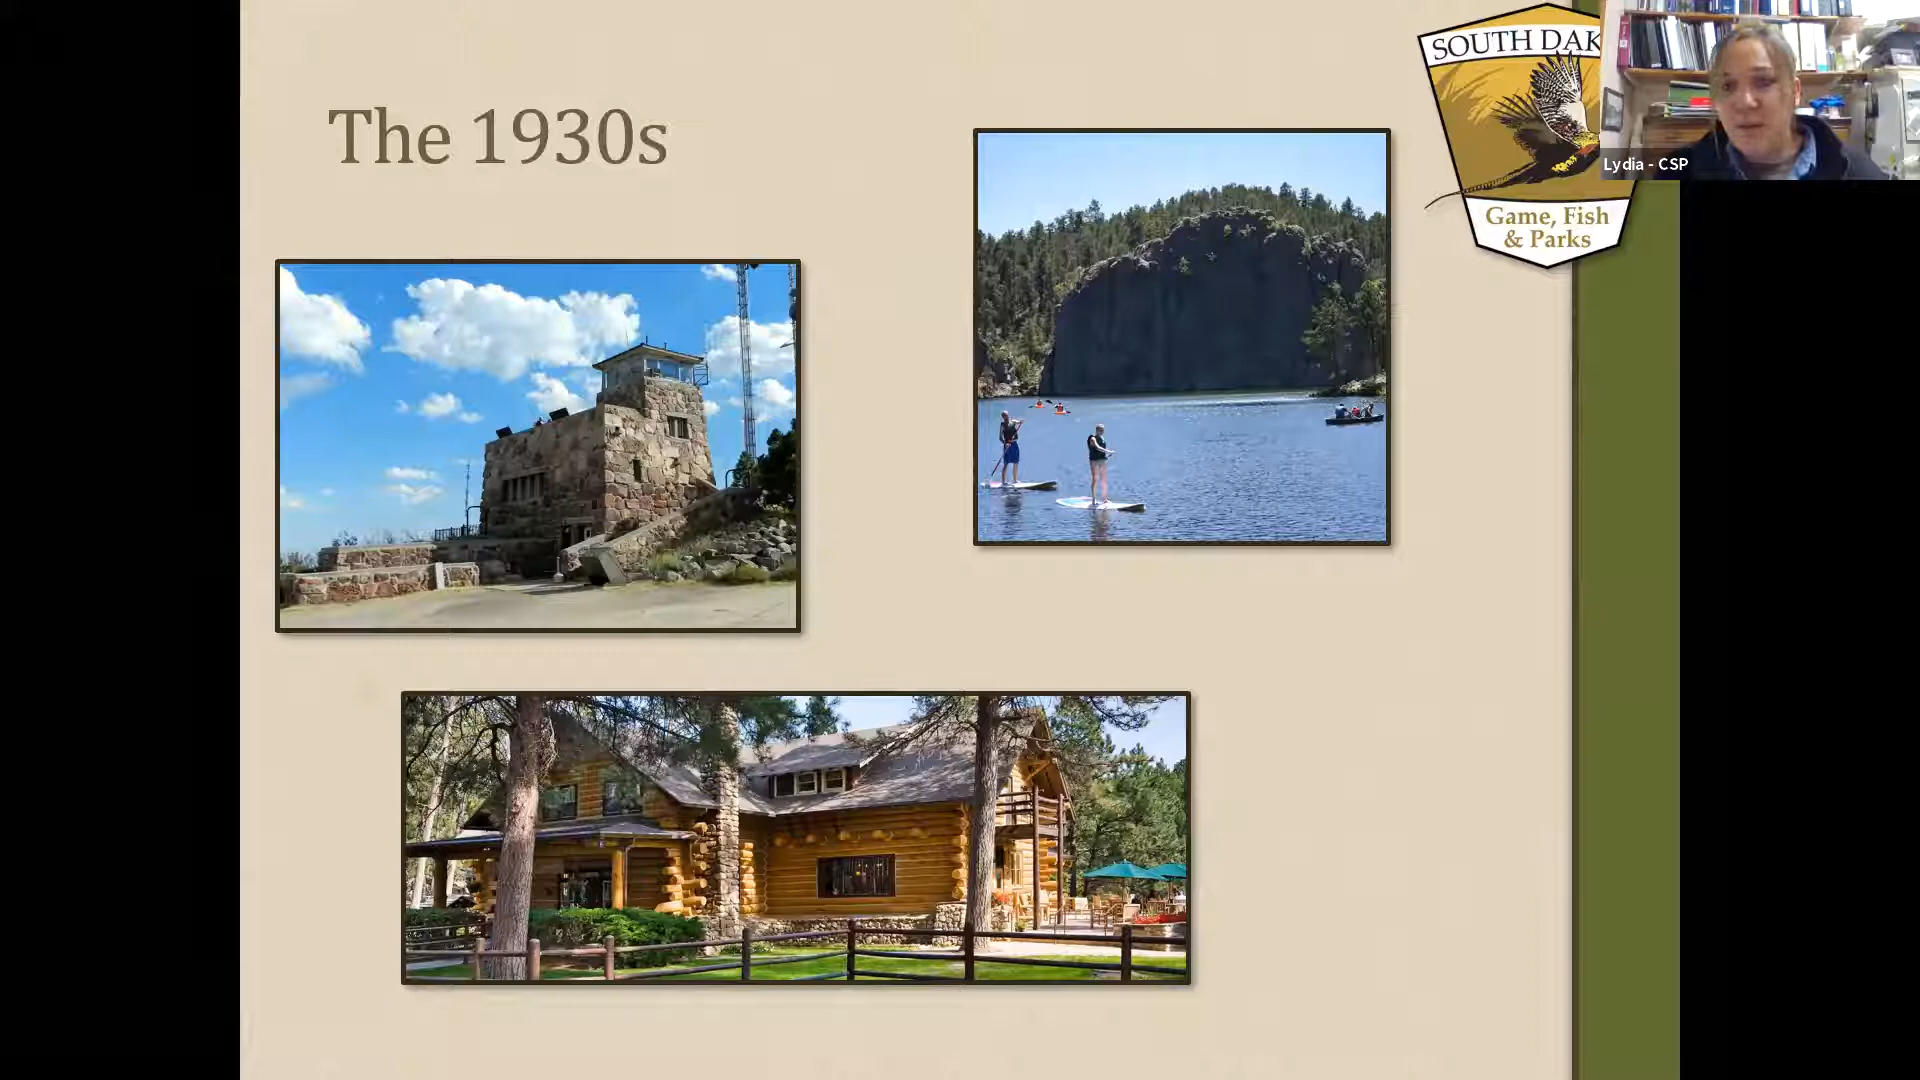 The 1930s
SOUTH DAK
Game, Fish
& Parks
Lydia - CSP